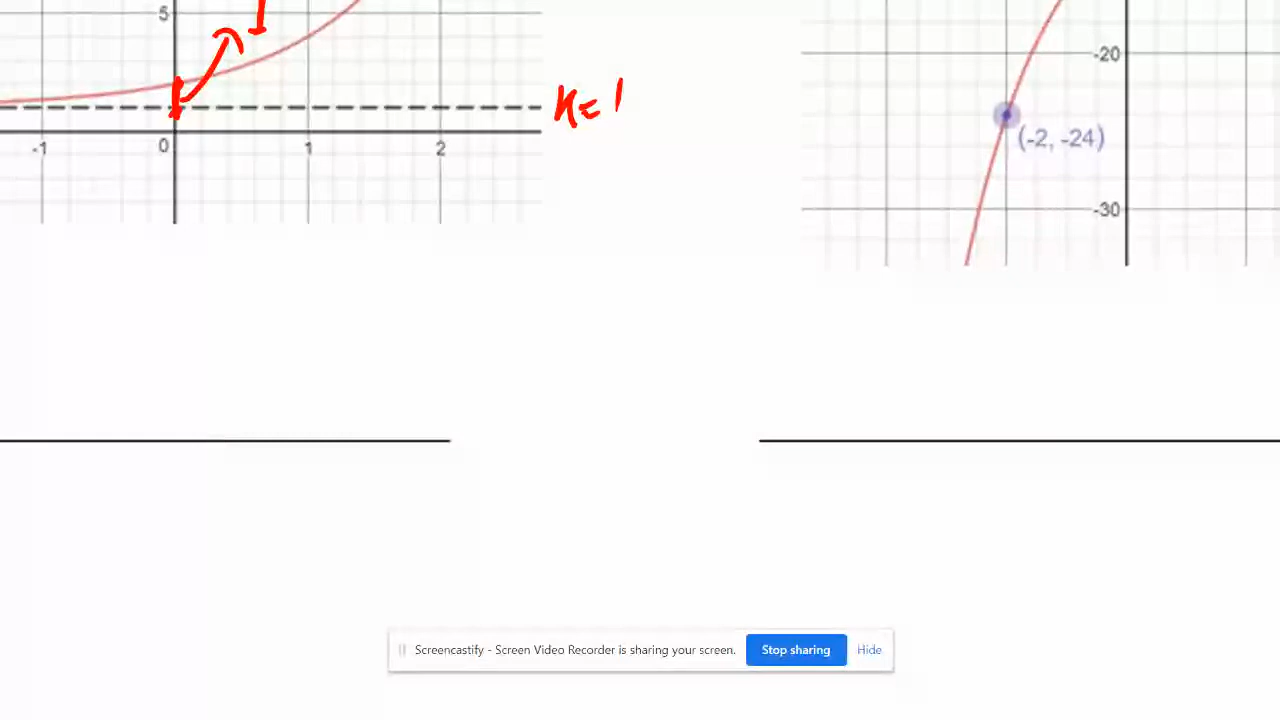 5
-20
k=1
(-2, -24)
-1
0
1
2
-30
Screencastify - Screen Video Recorder is sharing your screen.
Stop sharing
Hide